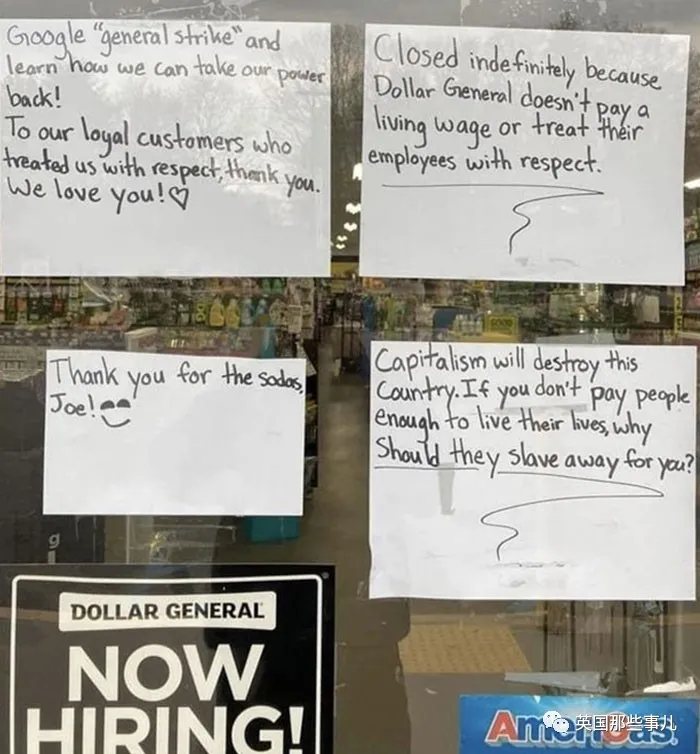 Google "general strike" and
learn how we can take our power
back!
To our loyal customers who
treated us with respect, thank you.
We love you!♡
Closed indefinitely because
Dollar General doesn't pay a
living wage or treat their
employees with respect.
Thank you for the sodas,
Joe!
Capitalism will destroy this
Country. If you don't pay people
enough to live their lives, why
Should they slave away for you?
DOLLAR GENERAL
NOW
HIRING!
英国那些事儿